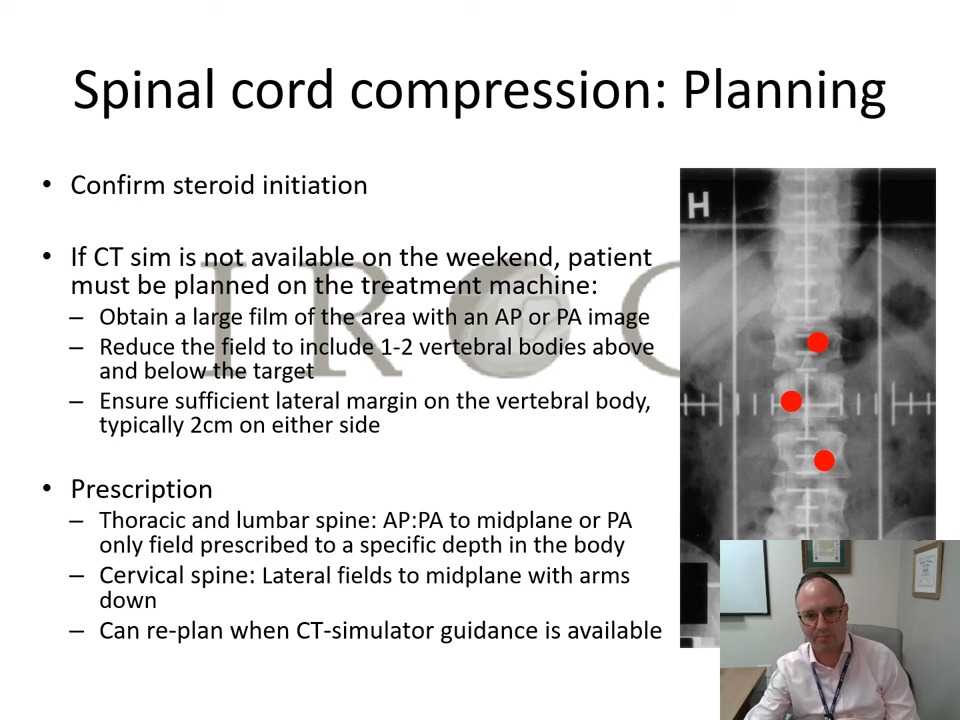 Spinal cord compression: Planning
• Confirm steroid initiation
• If CT sim is not available on the weekend, patient
must be planned on the treatment machine:
– Obtain a large film of the area with an AP or PA image
– Reduce the field to include 1-2 vertebral bodies above
and below the target
– Ensure sufficient lateral margin on the vertebral body,
typically 2cm on either side
• Prescription
– Thoracic and lumbar spine: AP:PA to midplane or PA
only field prescribed to a specific depth in the body
– Cervical spine: Lateral fields to midplane with arms
down
– Can re-plan when CT-simulator guidance is available
H
IROC